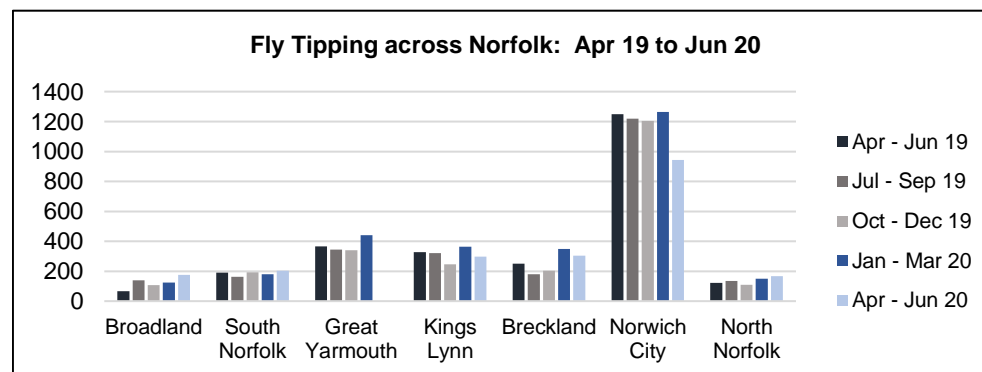 Fly Tipping across Norfolk: Apr 19 to Jun 20
1400
1200
1000
800
600
400
200
0
Broadland
South
Norfolk
Great
Yarmouth
Kings
Lynn
Breckland
Norwich
City
North
Norfolk
Apr - Jun 19
Jul - Sep 19
Oct - Dec 19
Jan - Mar 20
Apr - Jun 20